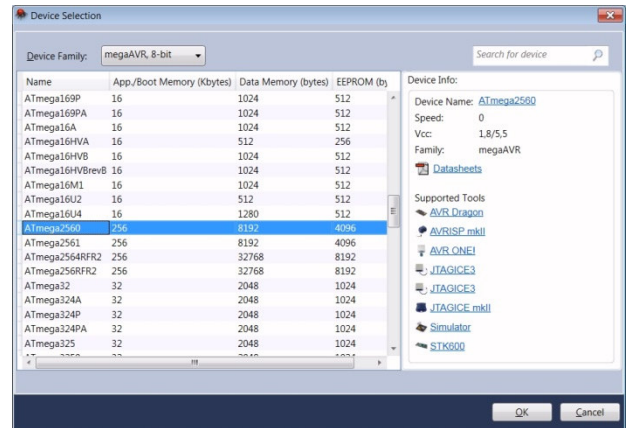 Device Selection
Device Family: megaAVR, 8-bit
Search for device
Name App./Boot Memory (Kbytes) Data Memory (bytes) EEPROM (by
ATmega169P 16 1024 512
ATmega169PA 16 1024 512
ATmega16A 16 1024 512
ATmega16HVA 16 512 256
ATmega16HVB 16 1024 512
ATmega16HVBrevB 16 1024 512
ATmega16M1 16 1024 512
ATmega16U2 16 512 512
ATmega16U4 16 1280 512
ATmega2560 256 8192 4096
ATmega2561 256 8192 4096
ATmega2564RFR2 256 32768 8192
ATmega256RFR2 256 32768 8192
ATmega32 32 2048 1024
ATmega324A 32 2048 1024
ATmega324P 32 2048 1024
ATmega324PA 32 2048 1024
ATmega325 32 2048 1024
Device Info:
Device Name: ATmega2560
Speed: 0
Vcc: 1,8/5,5
Family: megaAVR
Datasheets
Supported Tools
AVR Dragon
AVRISP mkII
AVR ONE!
JTAGICE3
JTAGICE3
JTAGICE mkII
Simulator
STK600
OK Cancel